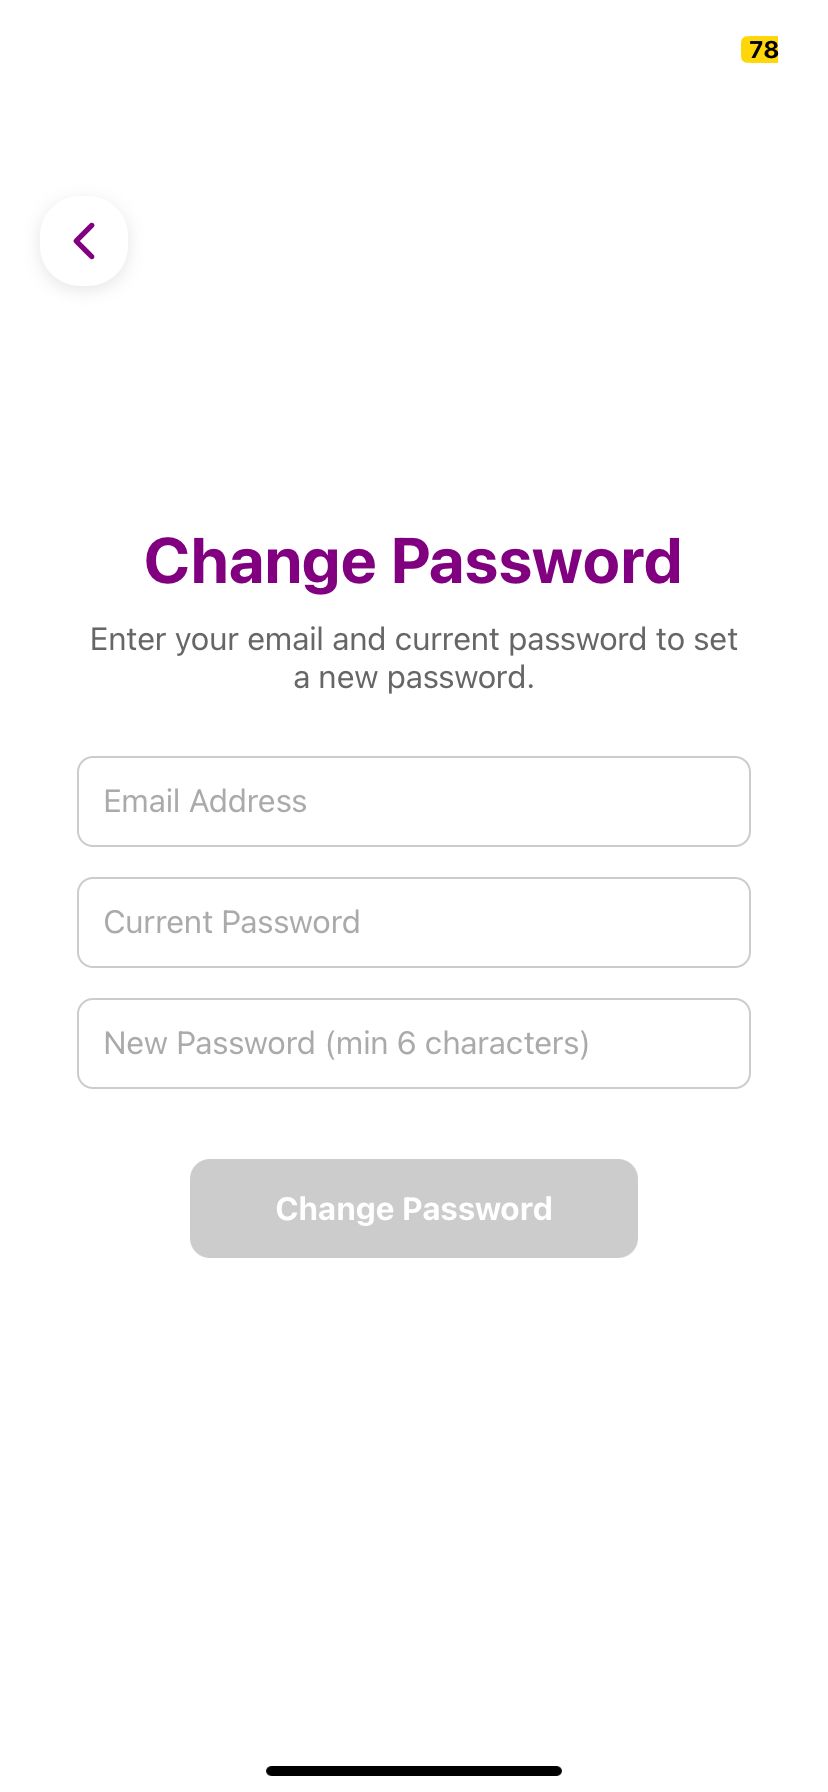 78
Change Password
Enter your email and current password to set
a new password.
Email Address
Current Password
New Password (min 6 characters)
Change Password